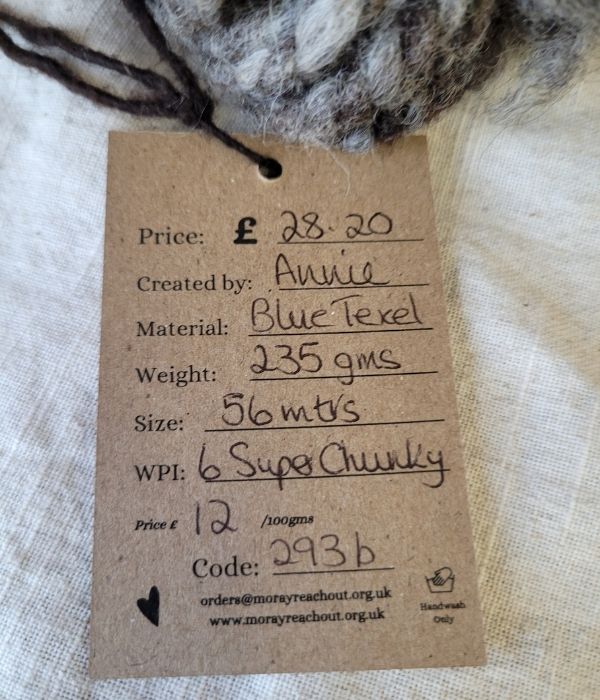 Price: £ 28.20
Created by: Annie
Material: Blue Texel
Weight: 235 gms
Size: 56 mtrs
WPI: 6 Super Chunky
Price £ 12 /100gms
Code: 293b
orders@morayreachout.org.uk
www.morayreachout.org.uk
Handwash
Only